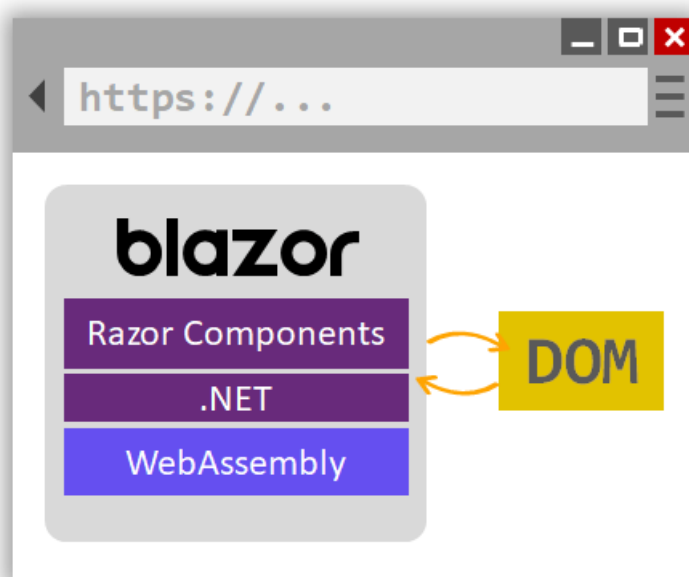 https://...
blazor
Razor Components
.NET
WebAssembly
DOM